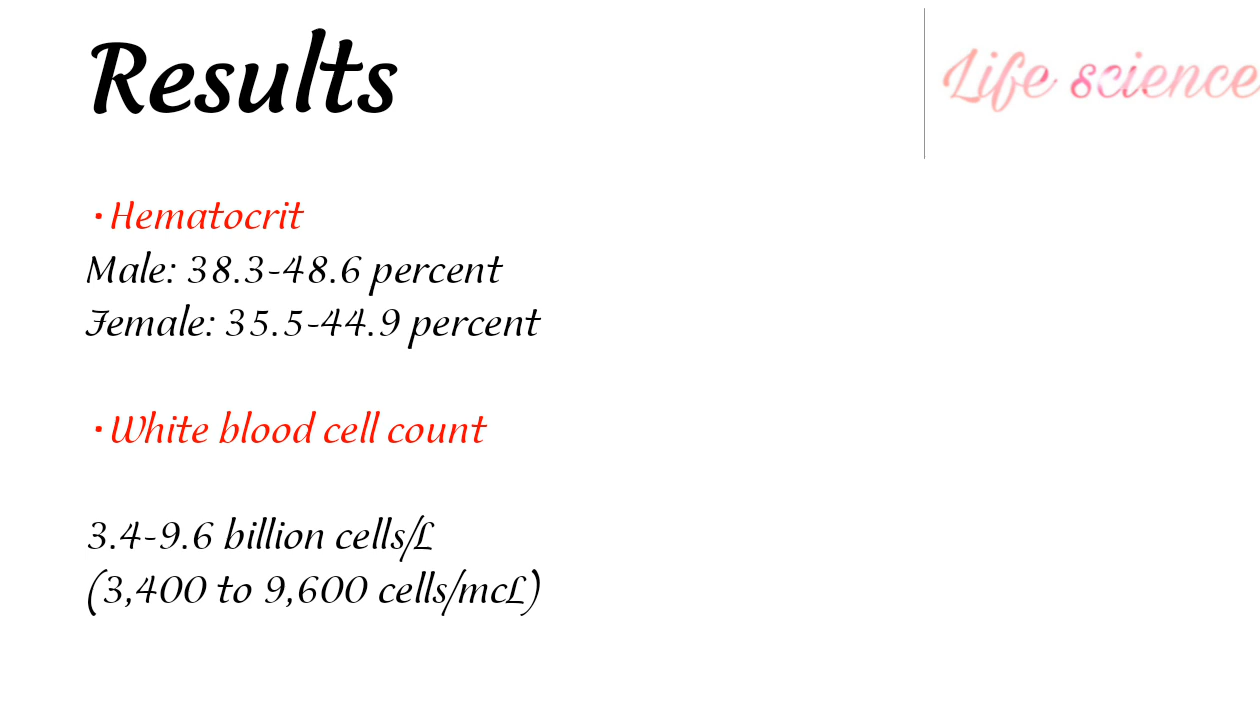 Results
Life science
• Hematocrit
Male: 38.3-48.6 percent
Female: 35.5-44.9 percent
• White blood cell count
3.4-9.6 billion cells/L
(3,400 to 9,600 cells/mcL)